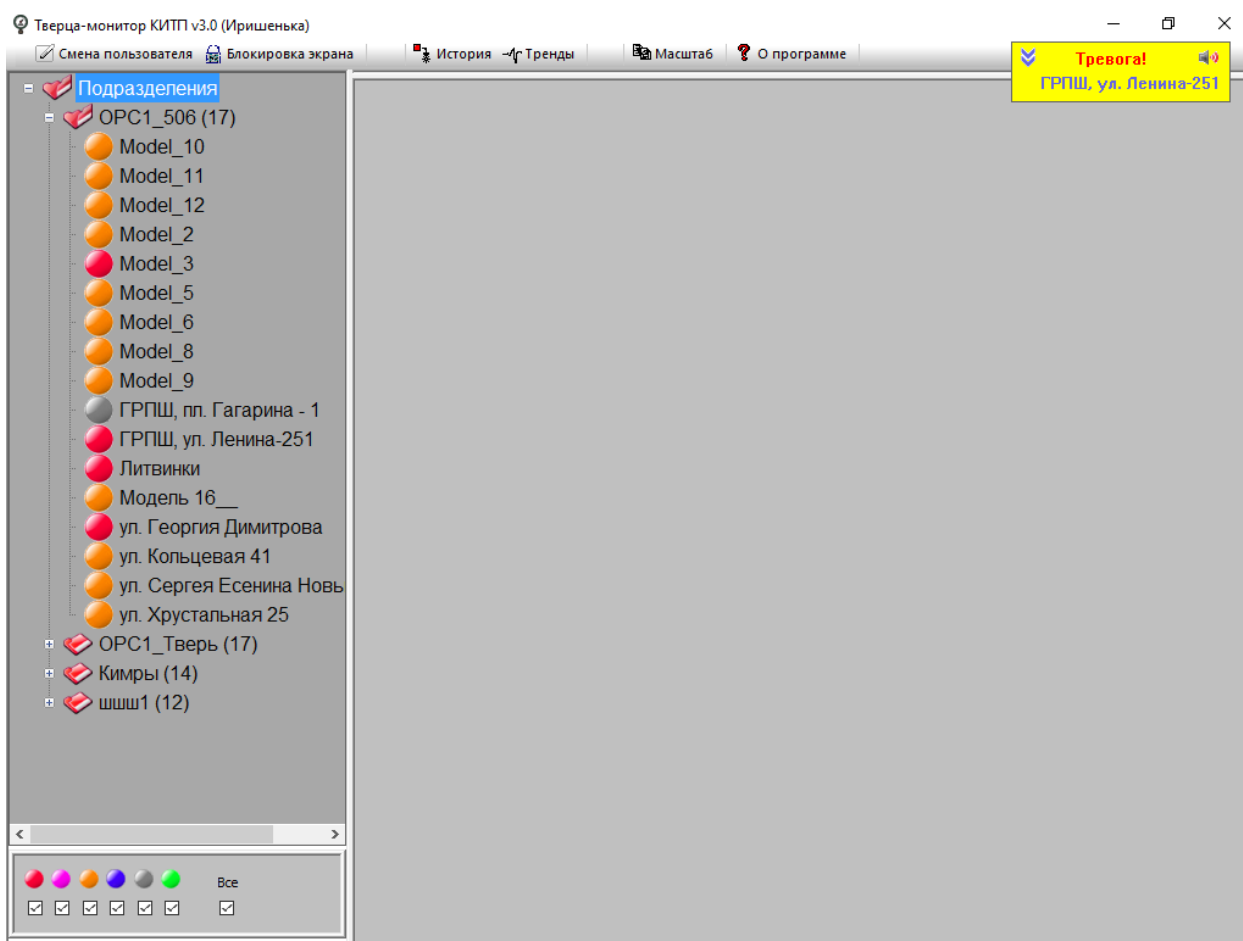 Тверца-монитор КИТП v3.0 (Иришенька)
Смена пользователя Блокировка экрана История Тренды Масштаб О программе
Тревога!
ГРПШ, ул. Ленина-251
Подразделения
ОРС1_506 (17)
Model_10
Model_11
Model_12
Model_2
Model_3
Model_5
Model_6
Model_8
Model_9
ГРПШ, пл. Гагарина - 1
ГРПШ, ул. Ленина-251
Литвинки
Модель 16__
ул. Георгия Димитрова
ул. Кольцевая 41
ул. Сергея Есенина Новы
ул. Хрустальная 25
ОРС1_Тверь (17)
Кимры (14)
шшш1 (12)
Все